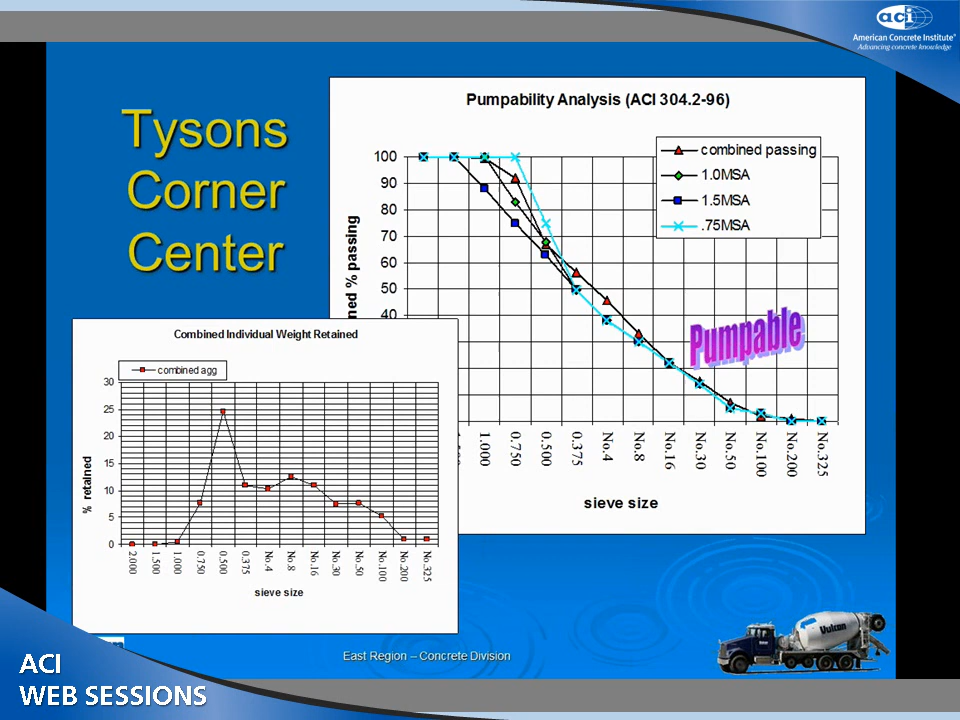 aci
American Concrete Institute®
Advancing concrete knowledge
Tysons
Corner
Center
Pumpability Analysis (ACI 304.2-96)
combined passing
1.0MSA
1.5MSA
.75MSA
100
90
80
70
60
50
40
% passing
Pumpable
1.000
0.750
0.500
0.375
No.4
No.8
No.16
No.30
No.50
No.100
No.200
No.325
sieve size
Combined Individual Weight Retained
combined agg
30
25
20
15
10
5
0
% retained
2.000
1.500
1.000
0.750
0.500
0.375
No.4
No.8
No.16
No.30
No.50
No.100
No.200
No.325
sieve size
Vulcan
East Region – Concrete Division
ACI
WEB SESSIONS